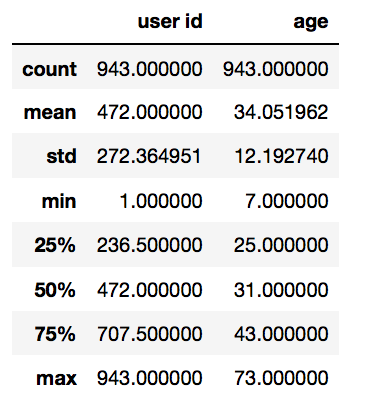 user id age
count 943.000000 943.000000
mean 472.000000 34.051962
std 272.364951 12.192740
min 1.000000 7.000000
25% 236.500000 25.000000
50% 472.000000 31.000000
75% 707.500000 43.000000
max 943.000000 73.000000